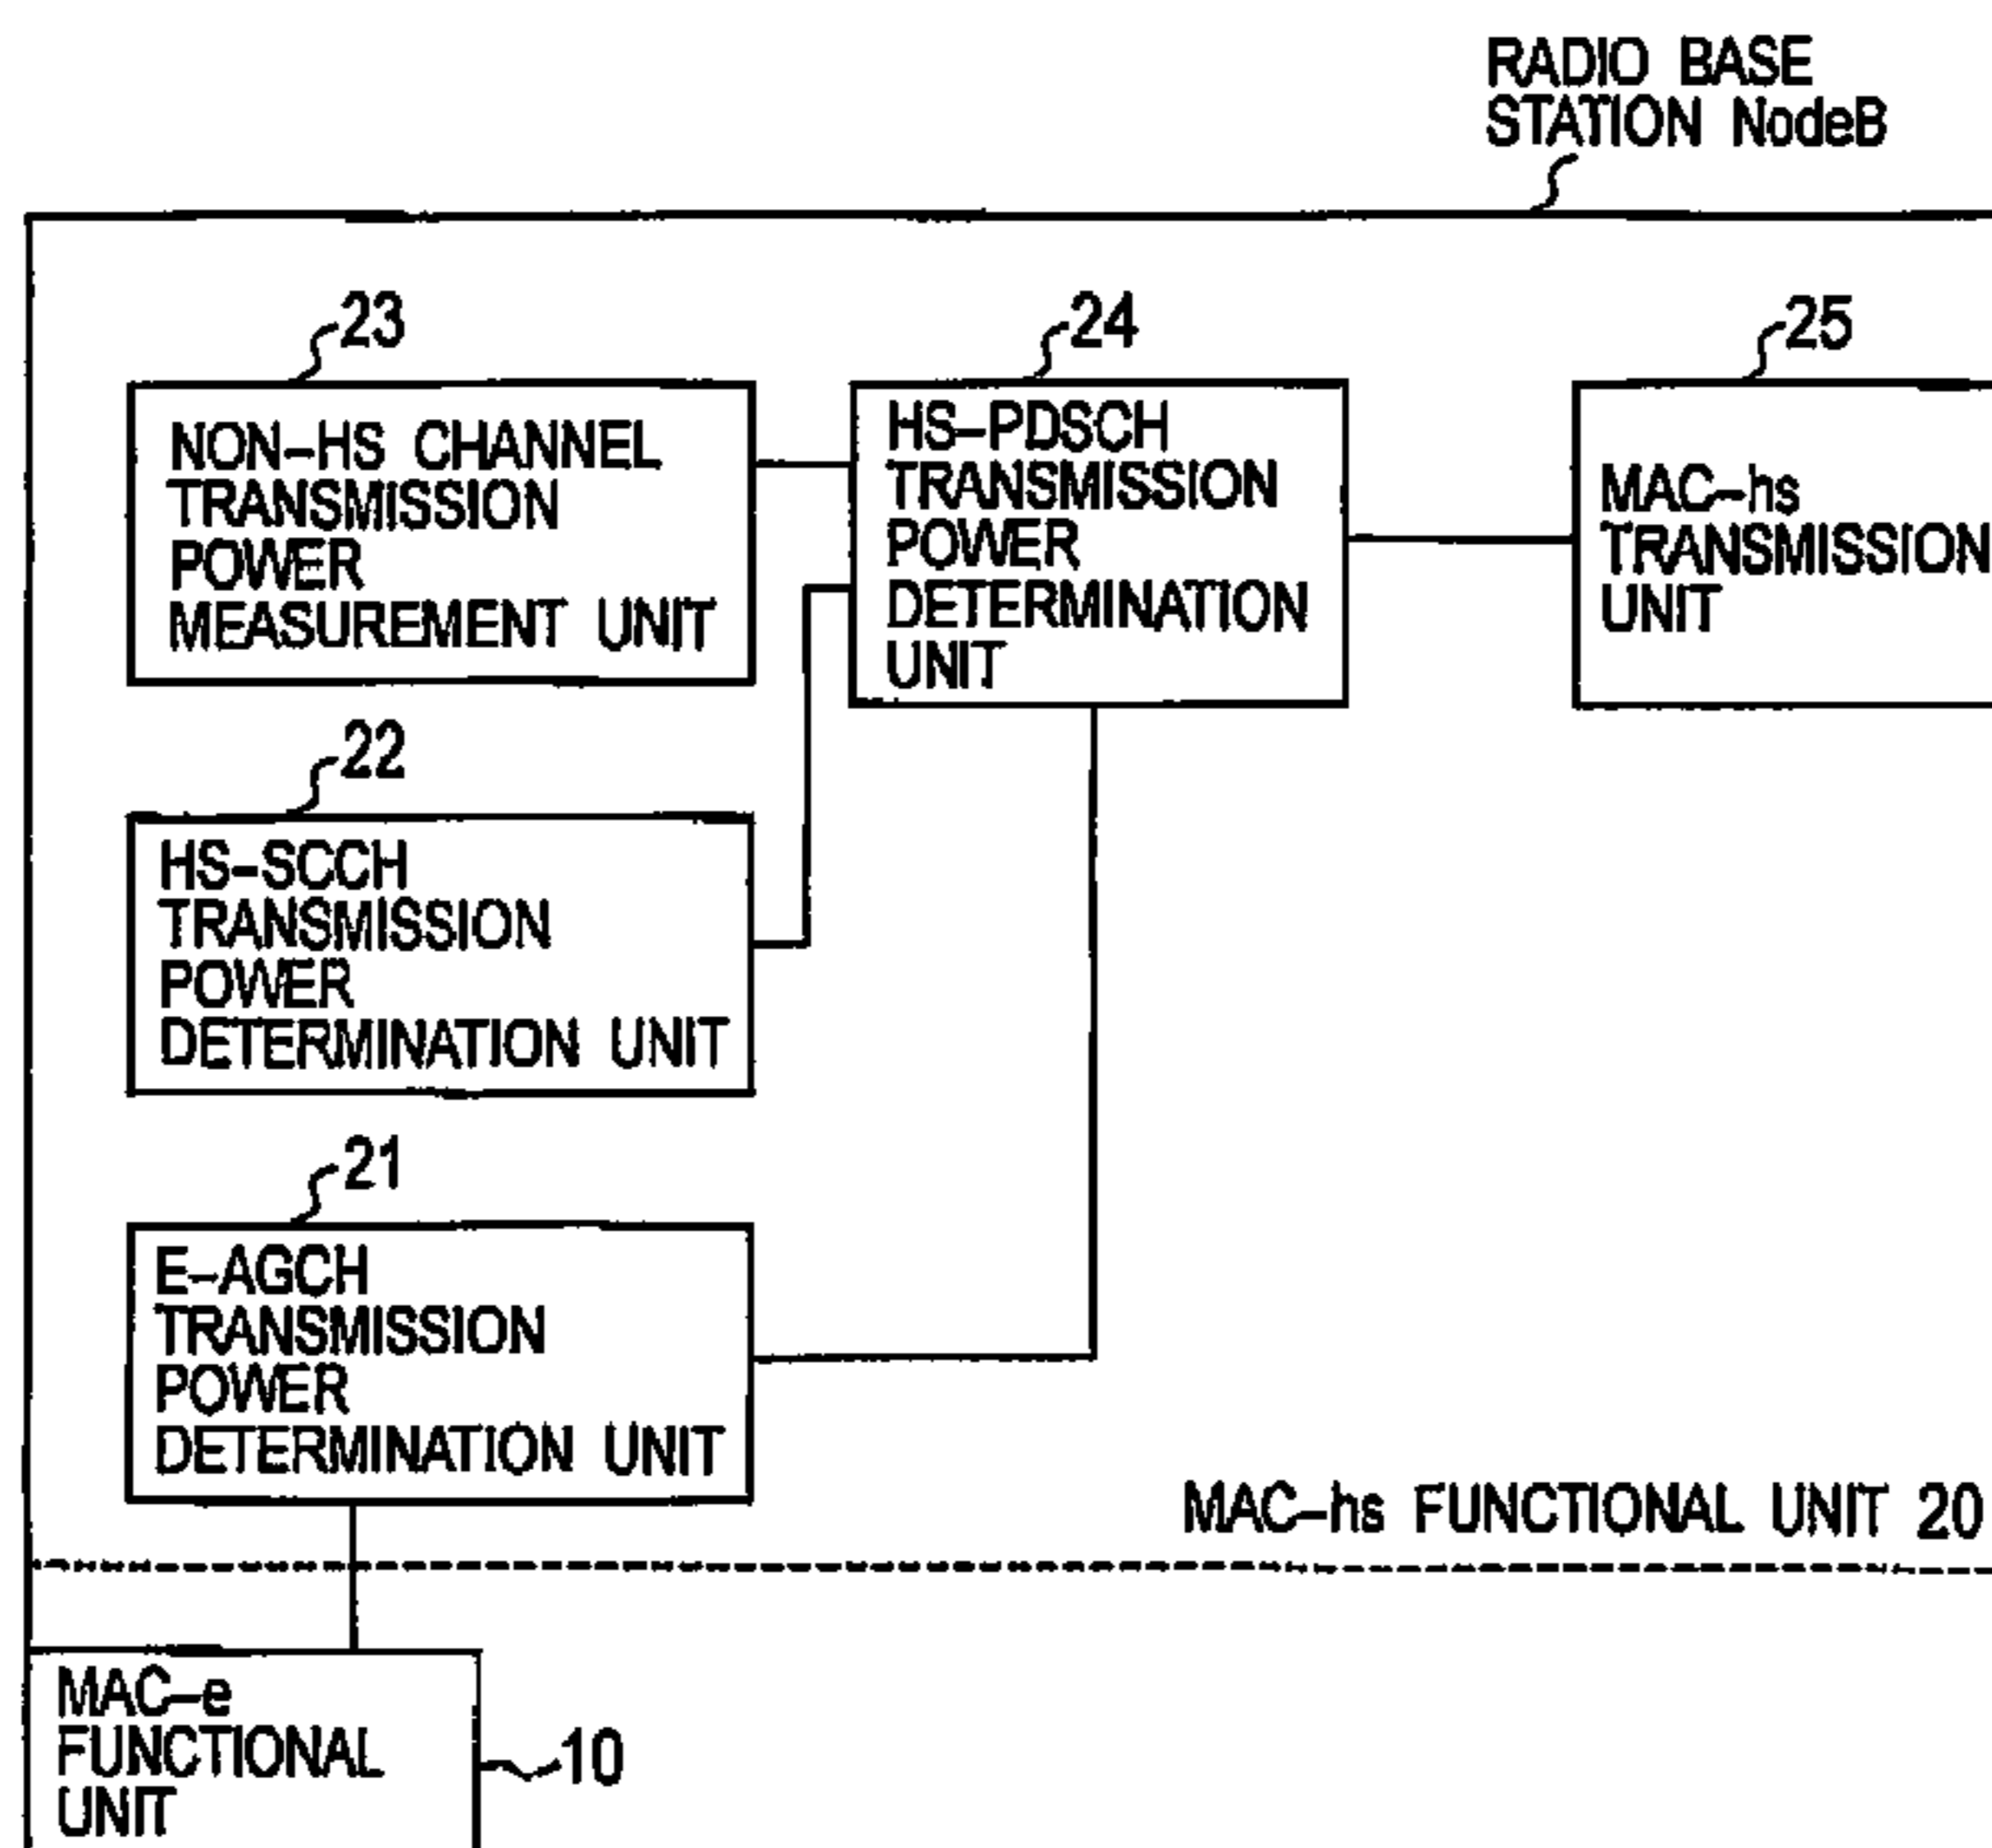 RADIO BASE
STATION NodeB
23
NON-HS CHANNEL
TRANSMISSION
POWER
MEASUREMENT UNIT
24
HS-PDSCH
TRANSMISSION
POWER
DETERMINATION
UNIT
25
MAC-hs
TRANSMISSION
UNIT
22
HS-SCCH
TRANSMISSION
POWER
DETERMINATION UNIT
21
E-AGCH
TRANSMISSION
POWER
DETERMINATION UNIT
MAC-hs FUNCTIONAL UNIT 20
MAC-e
FUNCTIONAL
UNIT
10